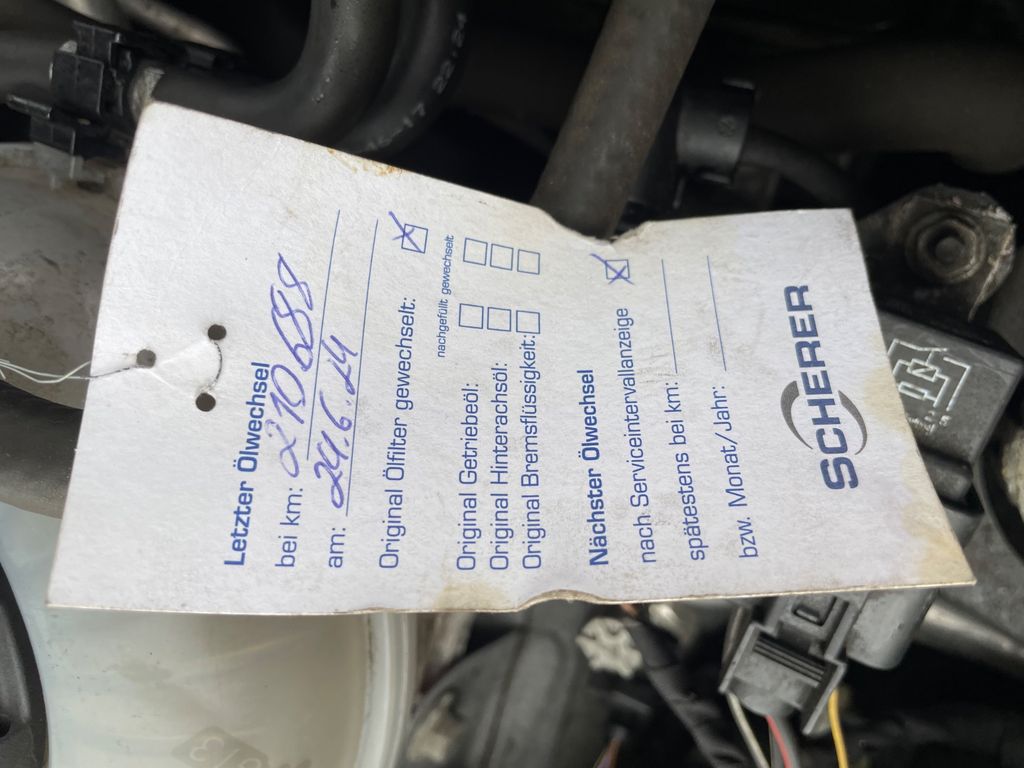 Letzter Ölwechsel
bei km: 210688
am: 24.6.24
Original Ölfilter gewechselt: ☒
nachgefüllt gewechselt
Original Getriebeöl: ☐ ☐
Original Hinterachsöl: ☐ ☐
Original Bremsflüssigkeit: ☐ ☐
Nächster Ölwechsel
nach Serviceintervallanzeige ☒
spätestens bei km:
bzw. Monat/Jahr:
SCHERER